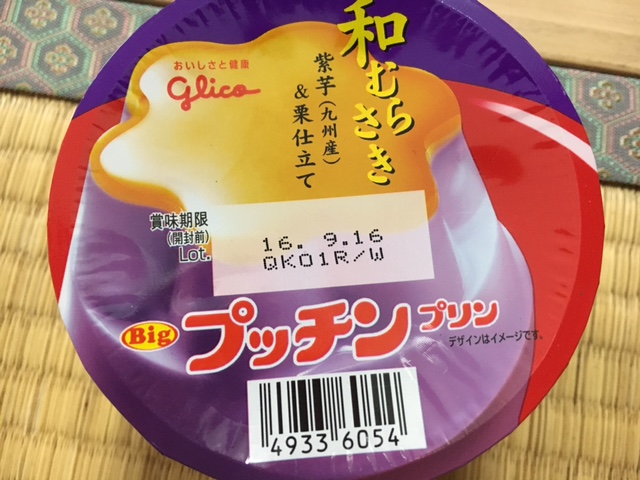 おいしさと健康
glico
和むらさき
紫芋(九州産)
&栗仕立て
賞味期限
(開封前)
Lot.
16. 9.16
QK01R/W
Big プッチンプリン
デザインはイメージです。
4933 6054